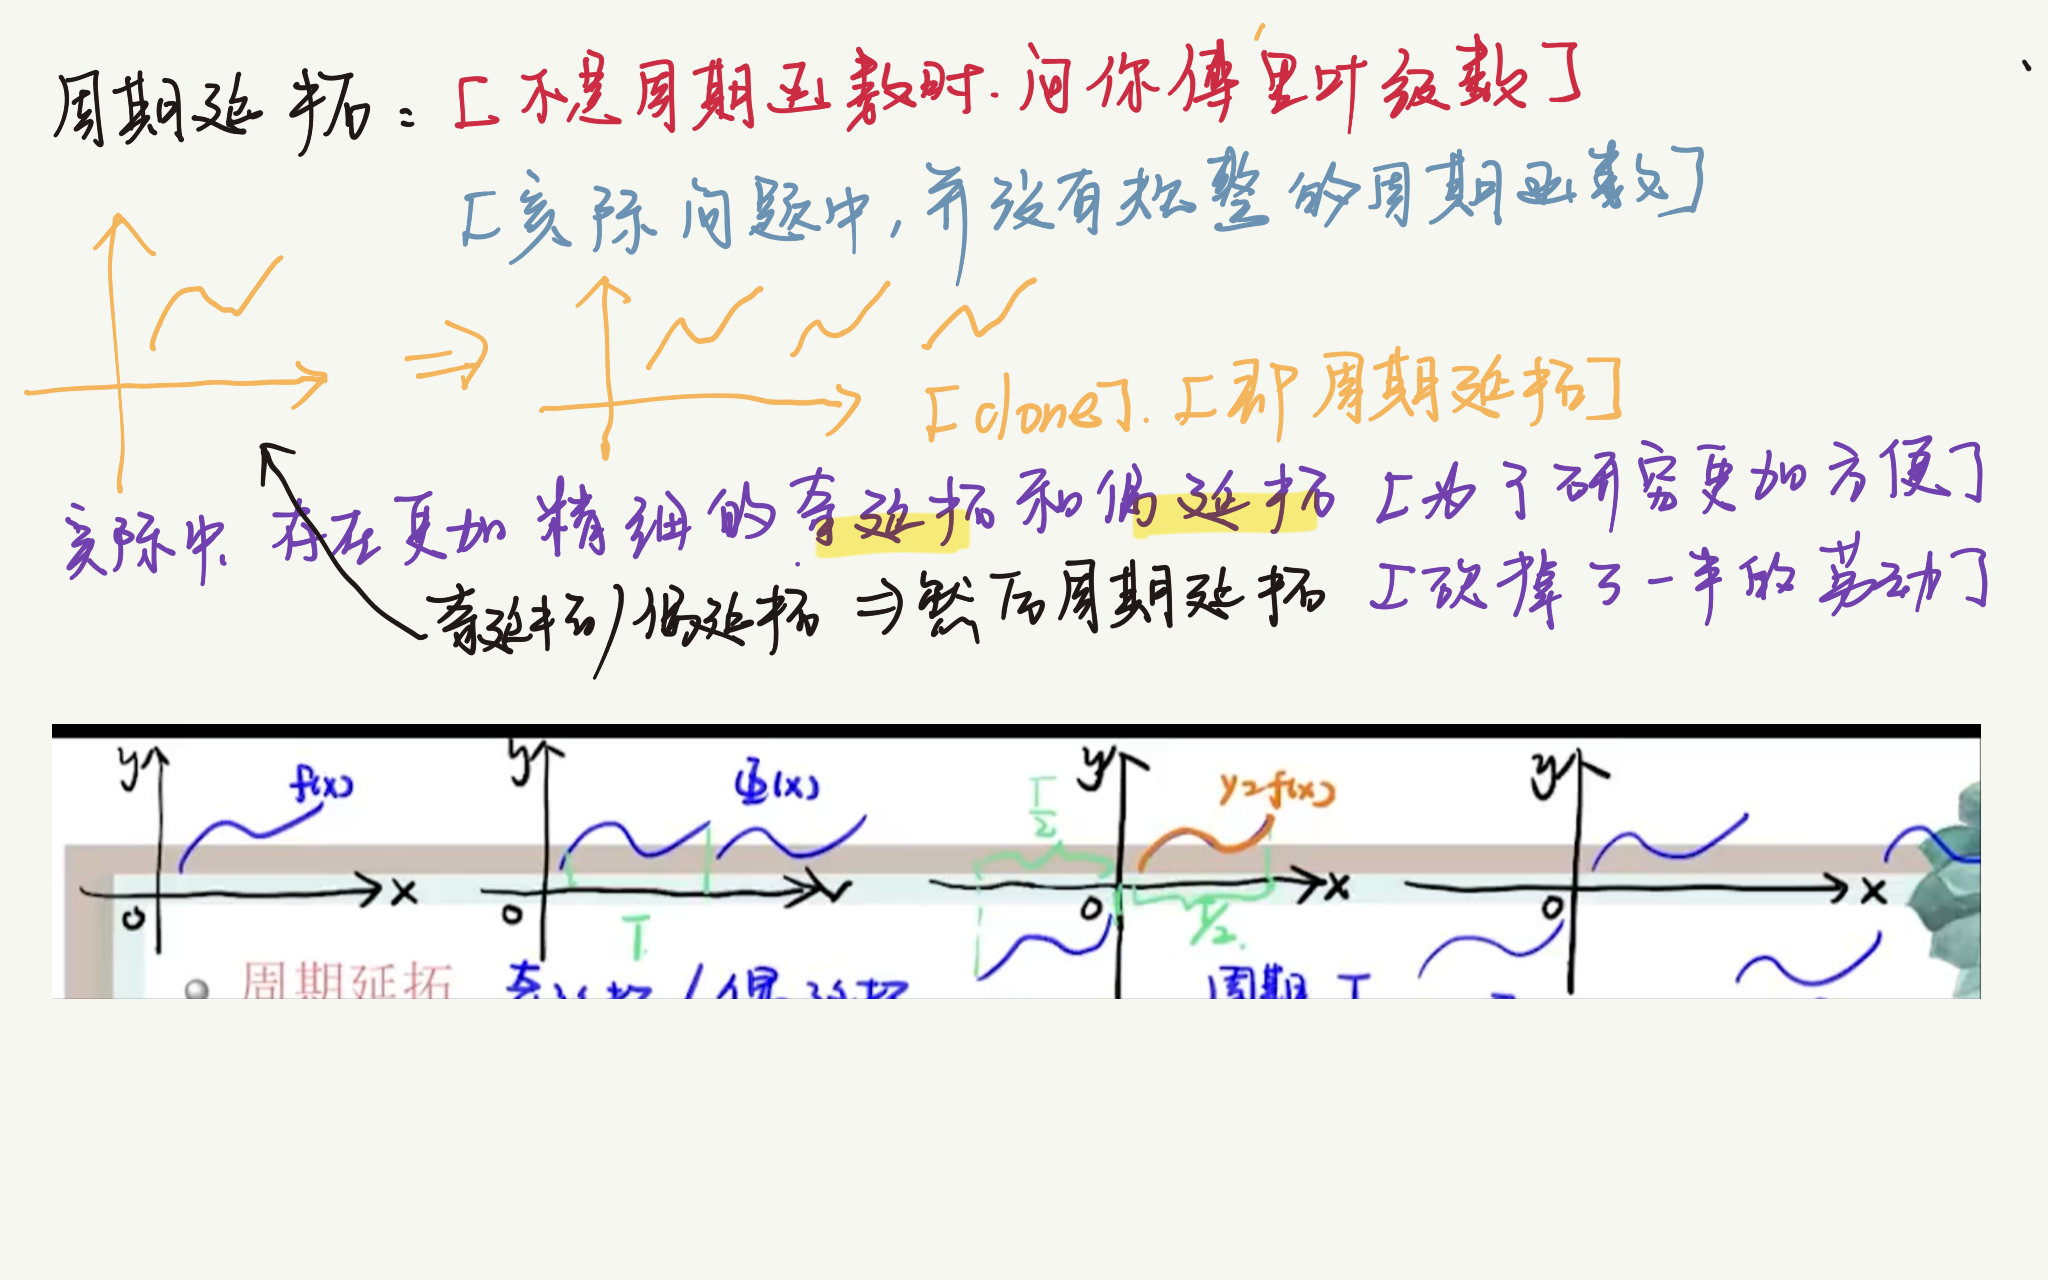 周期延拓：[不是周期函数时.问你傅里叶级数]
[实际问题中,并没有规整的周期函数]
[clone].[即周期延拓]
实际中.存在更加精细的奇延拓和偶延拓 [为了研究更加方便]
奇延拓/偶延拓 ⇒ 然后周期延拓 [砍掉了一半的劳动]
y f(x) x 0
y Φ(x) 0 T
T/2 y y=f(x) x 0 T/2
y x 0
周期延拓 奇延拓/偶延拓 周期 T